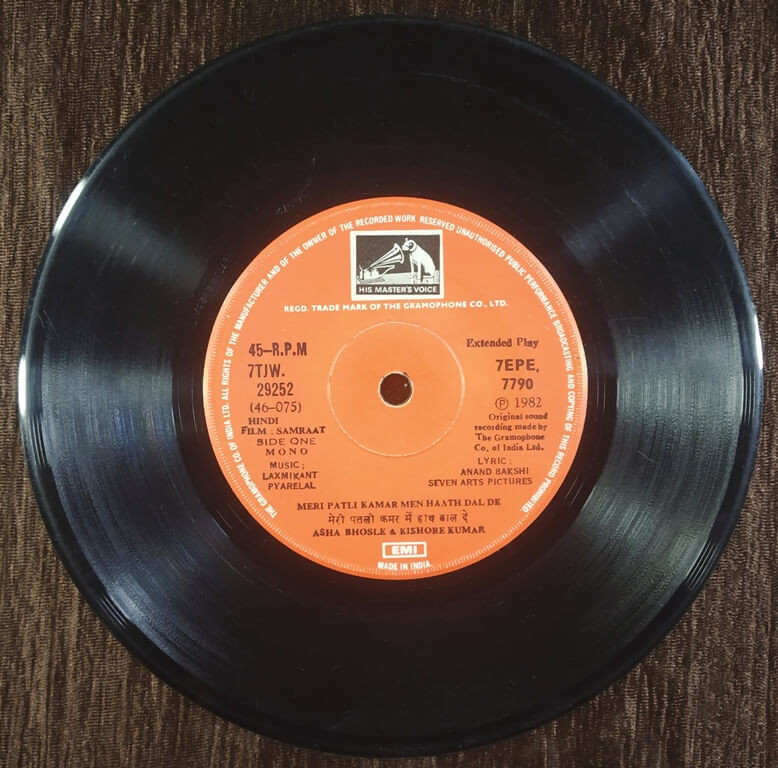 THE GRAMOPHONE CO. OF INDIA LTD. ALL RIGHTS OF THE MANUFACTURER AND OF THE OWNER OF THE RECORDED WORK RESERVED UNAUTHORISED PUBLIC PERFORMANCE BROADCASTING AND COPYING OF THIS RECORD PROHIBITED.
HIS MASTER'S VOICE
REGD. TRADE MARK OF THE GRAMOPHONE CO., LTD.
45–R.P.M
7TJW.
29252
(46-075)
HINDI
FILM : SAMRAAT
SIDE ONE
MONO
MUSIC :
LAXMIKANT
PYARELAL
Extended Play
7EPE,
7790
Ⓟ 1982
Original sound
recording made by
The Gramophone
Co, of India Ltd.
LYRIC :
ANAND BAKSHI
SEVEN ARTS PICTURES
MERI PATLI KAMAR MEN HAATH DAL DE
मेरी पतली कमर में हाथ डाल दे
ASHA BHOSLE & KISHORE KUMAR
EMI
MADE IN INDIA